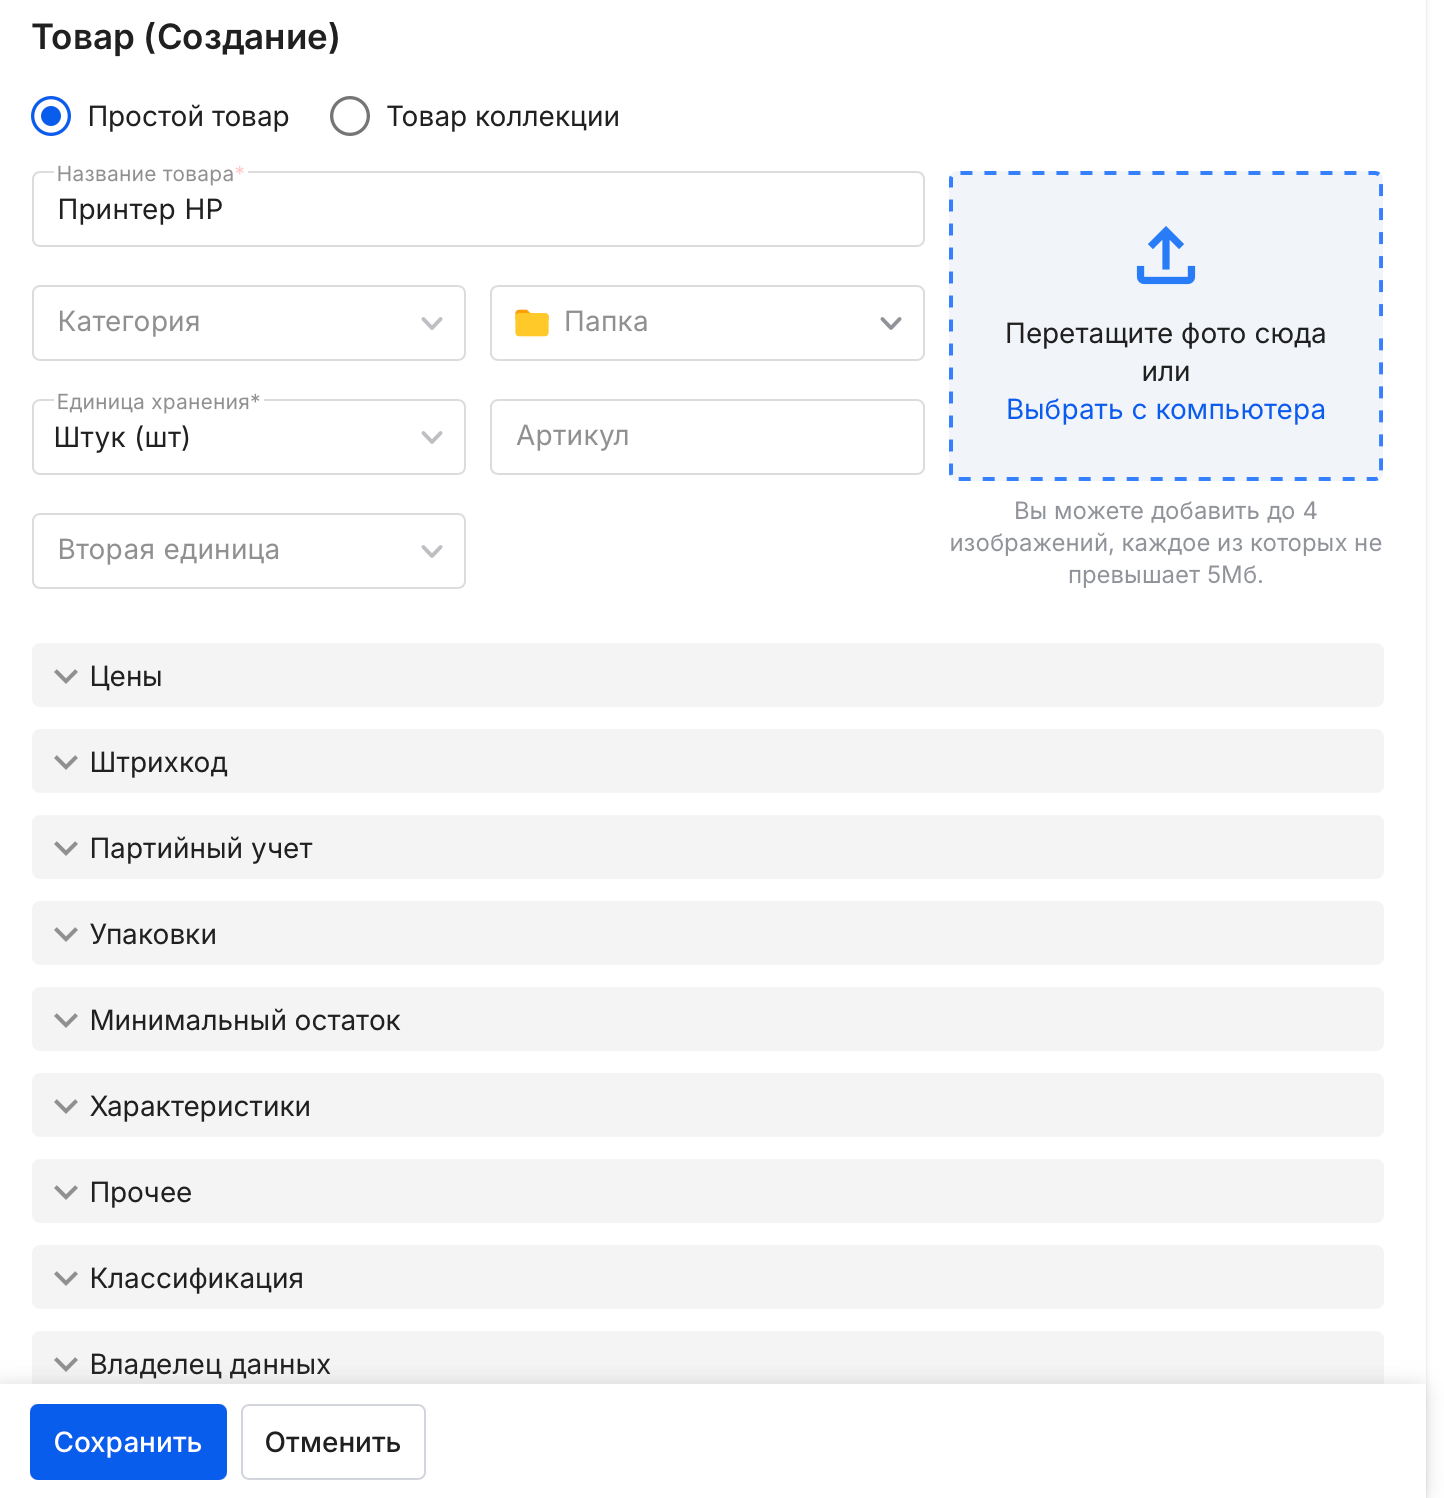 Товар (Создание)
Простой товар
Товар коллекции
Название товара*
Принтер HP
Категория
Папка
Единица хранения*
Штук (шт)
Артикул
Вторая единица
Перетащите фото сюда
или
Выбрать с компьютера
Вы можете добавить до 4
изображений, каждое из которых не
превышает 5Мб.
Цены
Штрихкод
Партийный учет
Упаковки
Минимальный остаток
Характеристики
Прочее
Классификация
Владелец данных
Сохранить
Отменить